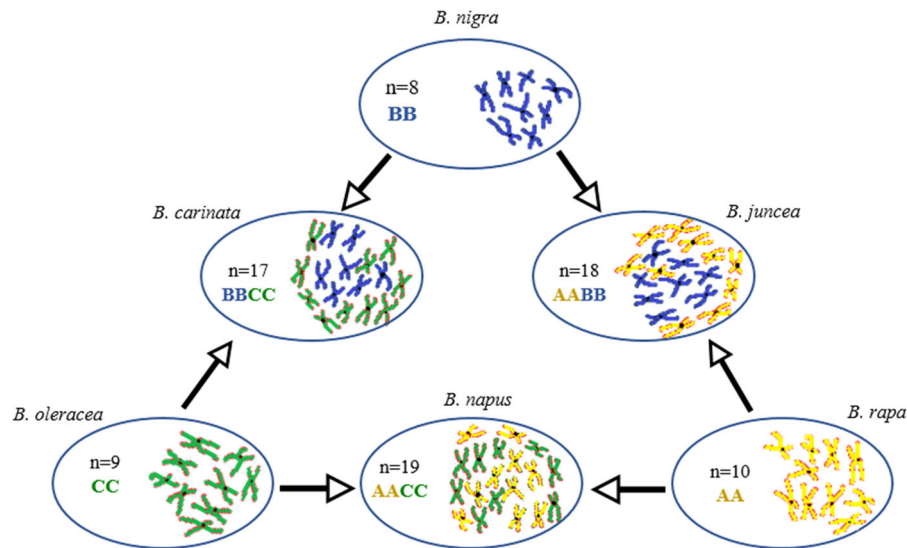 B. nigra
n=8
BB
B. carinata
n=17
BBCC
B. juncea
n=18
AABB
B. oleracea
n=9
CC
B. napus
n=19
AACC
B. rapa
n=10
AA